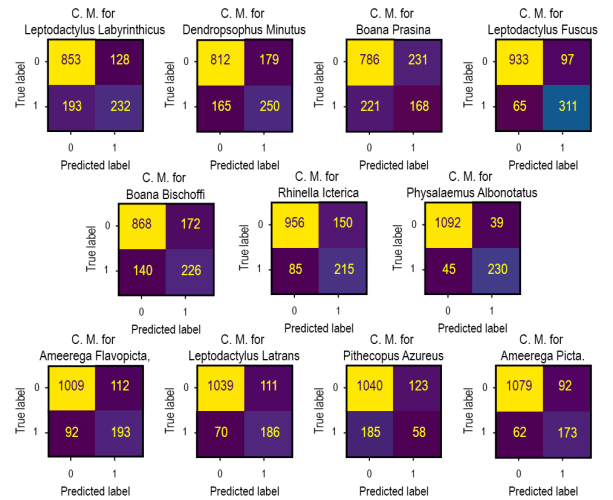 C. M. for
Leptodactylus Labyrinthicus
True label
0
853
128
1
193
232
0
1
Predicted label
C. M. for
Dendropsophus Minutus
True label
0
812
179
1
165
250
0
1
Predicted label
C. M. for
Boana Prasina
True label
0
786
231
1
221
168
0
1
Predicted label
C. M. for
Leptodactylus Fuscus
True label
0
933
97
1
65
311
0
1
Predicted label
C. M. for
Boana Bischoffi
True label
0
868
172
1
140
226
0
1
Predicted label
C. M. for
Rhinella Icterica
True label
0
956
150
1
85
215
0
1
Predicted label
C. M. for
Physalaemus Albonotatus
True label
0
1092
39
1
45
230
0
1
Predicted label
C. M. for
Ameerega Flavopicta,
True label
0
1009
112
1
92
193
0
1
Predicted label
C. M. for
Leptodactylus Latrans
True label
0
1039
111
1
70
186
0
1
Predicted label
C. M. for
Pithecopus Azureus
True label
0
1040
123
1
185
58
0
1
Predicted label
C. M. for
Ameerega Picta.
True label
0
1079
92
1
62
173
0
1
Predicted label